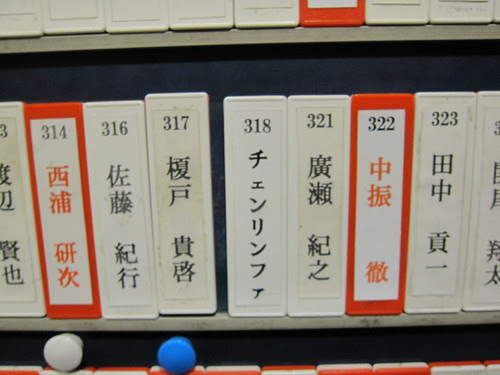 314
西浦 研次
316
佐藤 紀行
317
榎戸 貴啓
318
チェンリンファ
321
廣瀬 紀之
322
中振 徹
323
田中 貢一